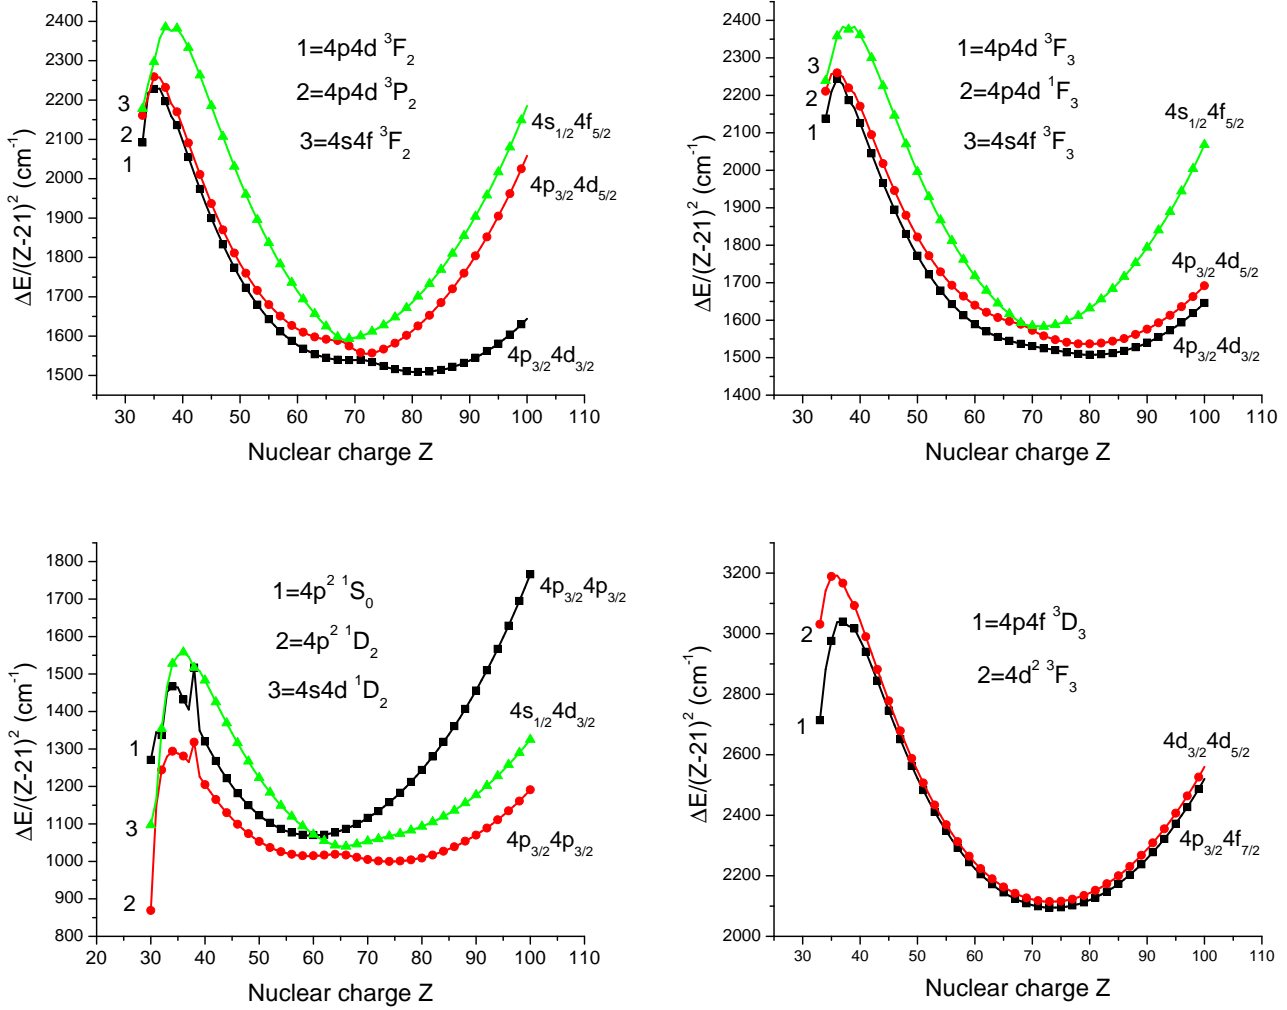 2400
2300
2200
2100
2000
1900
1800
1700
1600
1500
ΔE/(Z-21)² (cm⁻¹)
1=4p4d ³F₂
2=4p4d ³P₂
3=4s4f ³F₂
3
2
1
4s₁/₂4f₅/₂
4p₃/₂4d₅/₂
4p₃/₂4d₃/₂
30 40 50 60 70 80 90 100 110
Nuclear charge Z
2400
2300
2200
2100
2000
1900
1800
1700
1600
1500
1400
ΔE/(Z-21)² (cm⁻¹)
1=4p4d ³F₃
2=4p4d ¹F₃
3=4s4f ³F₃
3
2
1
4s₁/₂4f₅/₂
4p₃/₂4d₅/₂
4p₃/₂4d₃/₂
30 40 50 60 70 80 90 100 110
Nuclear charge Z
1800
1700
1600
1500
1400
1300
1200
1100
1000
900
800
ΔE/(Z-21)² (cm⁻¹)
1=4p² ¹S₀
2=4p² ¹D₂
3=4s4d ¹D₂
1
3
2
4p₃/₂4p₃/₂
4s₁/₂4d₃/₂
4p₃/₂4p₃/₂
20 30 40 50 60 70 80 90 100 110
Nuclear charge Z
3200
3000
2800
2600
2400
2200
2000
ΔE/(Z-21)² (cm⁻¹)
1=4p4f ³D₃
2=4d² ³F₃
2
1
4d₃/₂4d₅/₂
4p₃/₂4f₇/₂
30 40 50 60 70 80 90 100 110
Nuclear charge Z